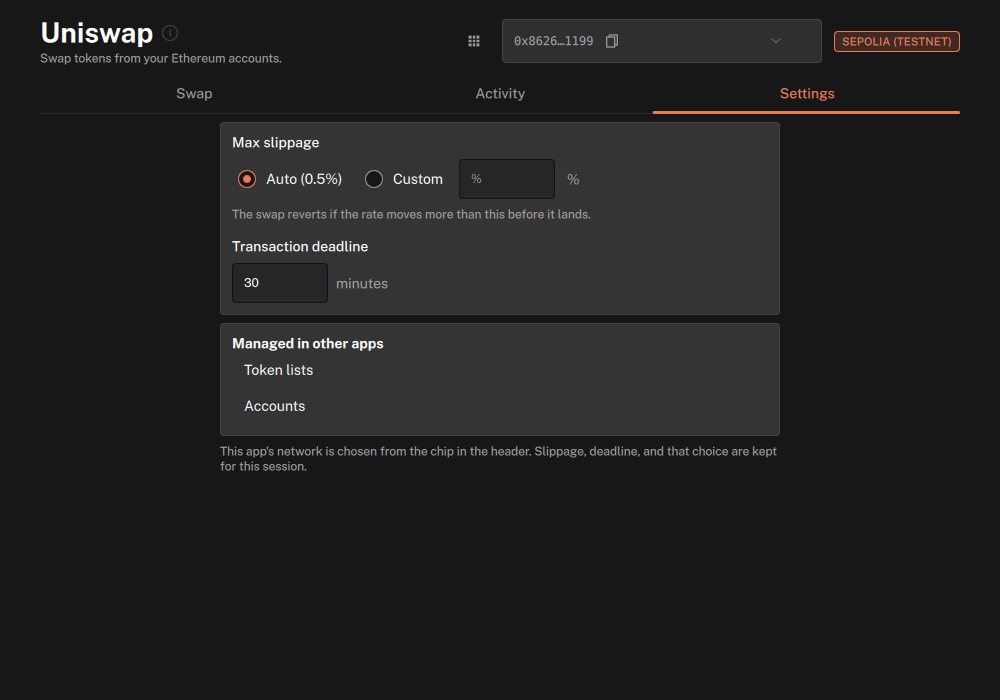 Uniswap
Swap tokens from your Ethereum accounts.
0x8626…1199
SEPOLIA (TESTNET)
Swap
Activity
Settings
Max slippage
Auto (0.5%)
Custom
%
%
The swap reverts if the rate moves more than this before it lands.
Transaction deadline
30
minutes
Managed in other apps
Token lists
Accounts
This app's network is chosen from the chip in the header. Slippage, deadline, and that choice are kept
for this session.